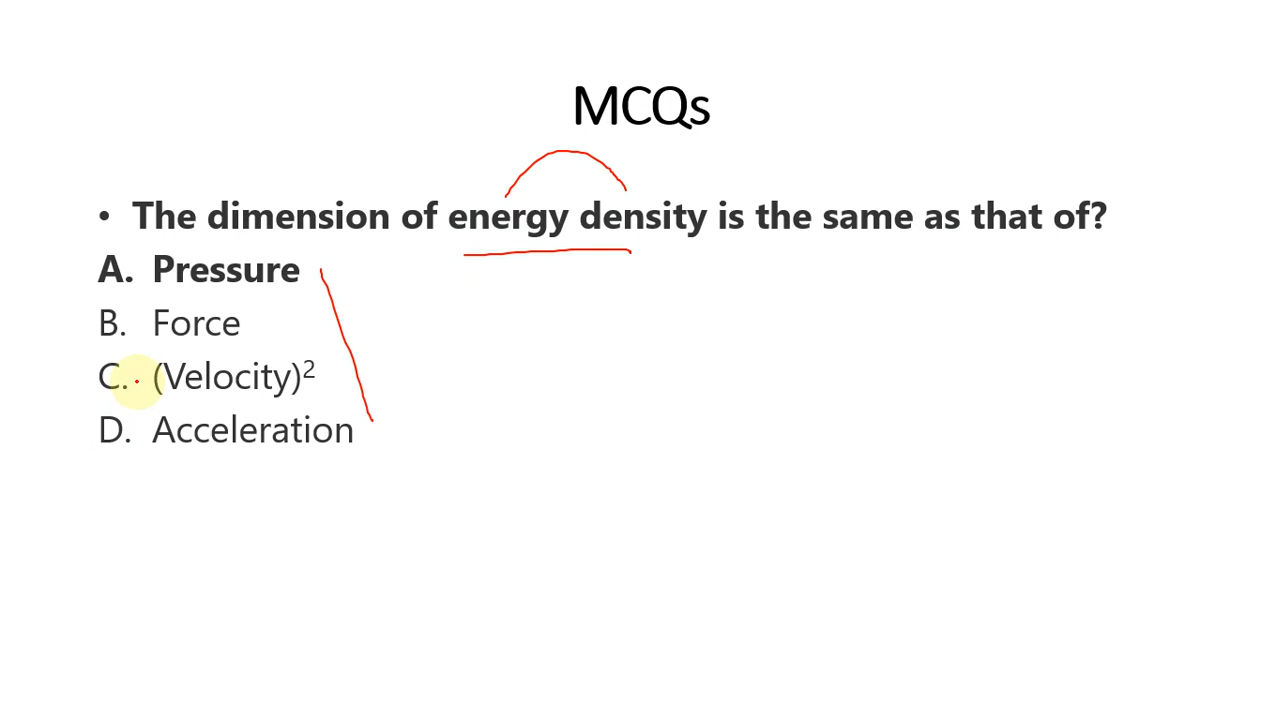 MCQs
• The dimension of energy density is the same as that of?
A. Pressure
B. Force
C. (Velocity)²
D. Acceleration